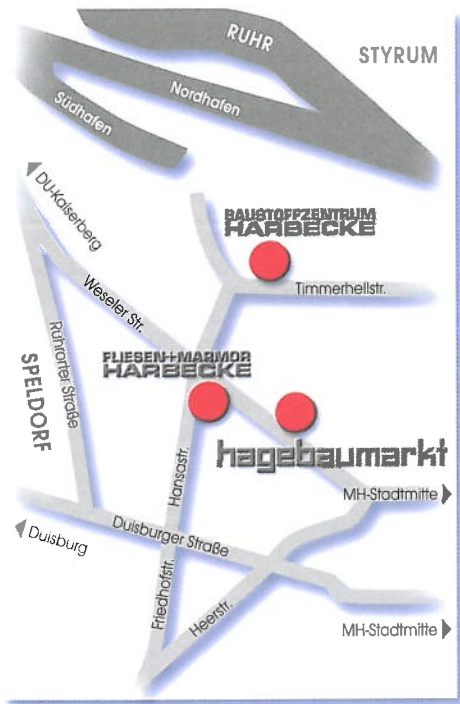 RUHR
STYRUM
Nordhafen
Südhafen
DU-Kaiserberg
BAUSTOFFZENTRUM
HARBECKE
Timmerhellstr.
Weseler Str.
Ruhrorter Straße
SPELDORF
FLIESEN+MARMOR
HARBECKE
hagebaumarkt
Hansastr.
MH-Stadtmitte
Duisburg
Duisburger Straße
Friedhofstr.
Heerstr.
MH-Stadtmitte